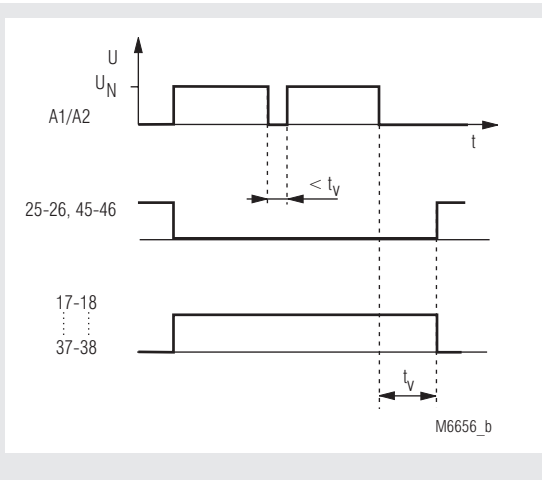 U
U_N
A1/A2
t
< t_v
25-26, 45-46
17-18
37-38
t_v
M6656_b